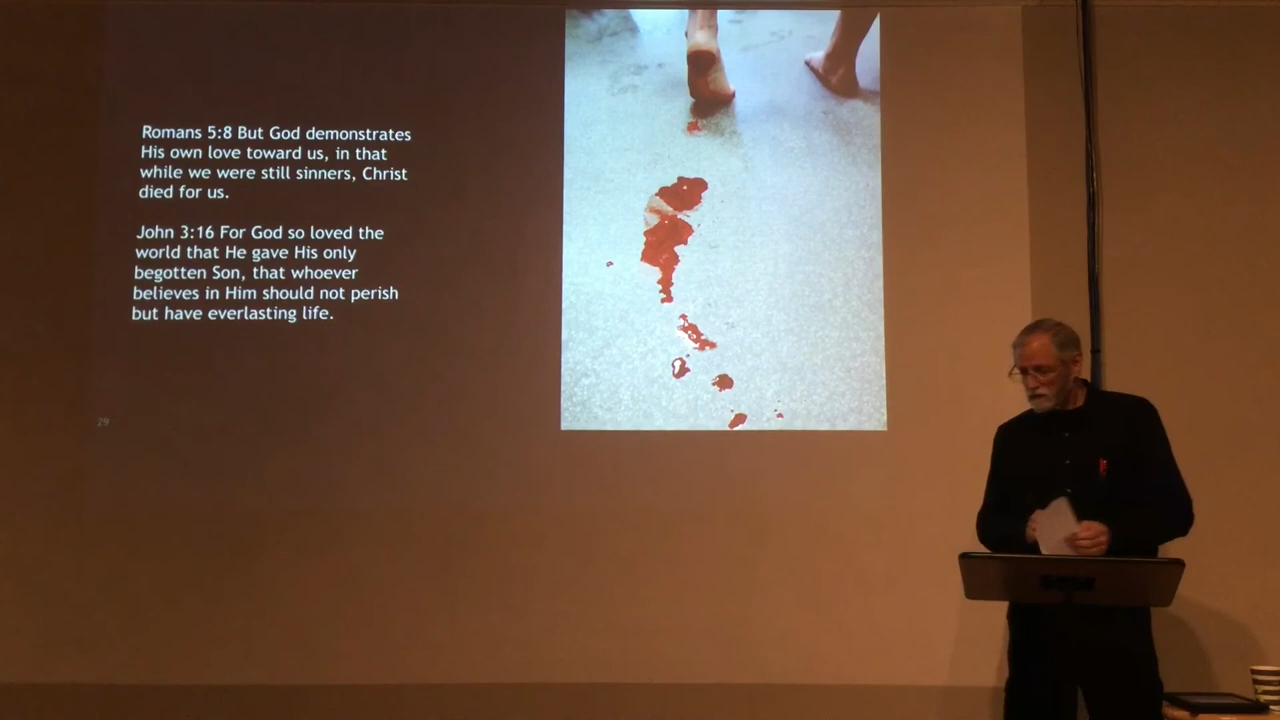 Romans 5:8 But God demonstrates
His own love toward us, in that
while we were still sinners, Christ
died for us.
John 3:16 For God so loved the
world that He gave His only
begotten Son, that whoever
believes in Him should not perish
but have everlasting life.
29